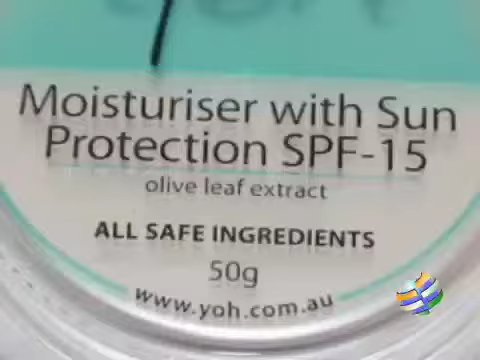 Moisturiser with Sun
Protection SPF-15
olive leaf extract
ALL SAFE INGREDIENTS
50g
www.yoh.com.au